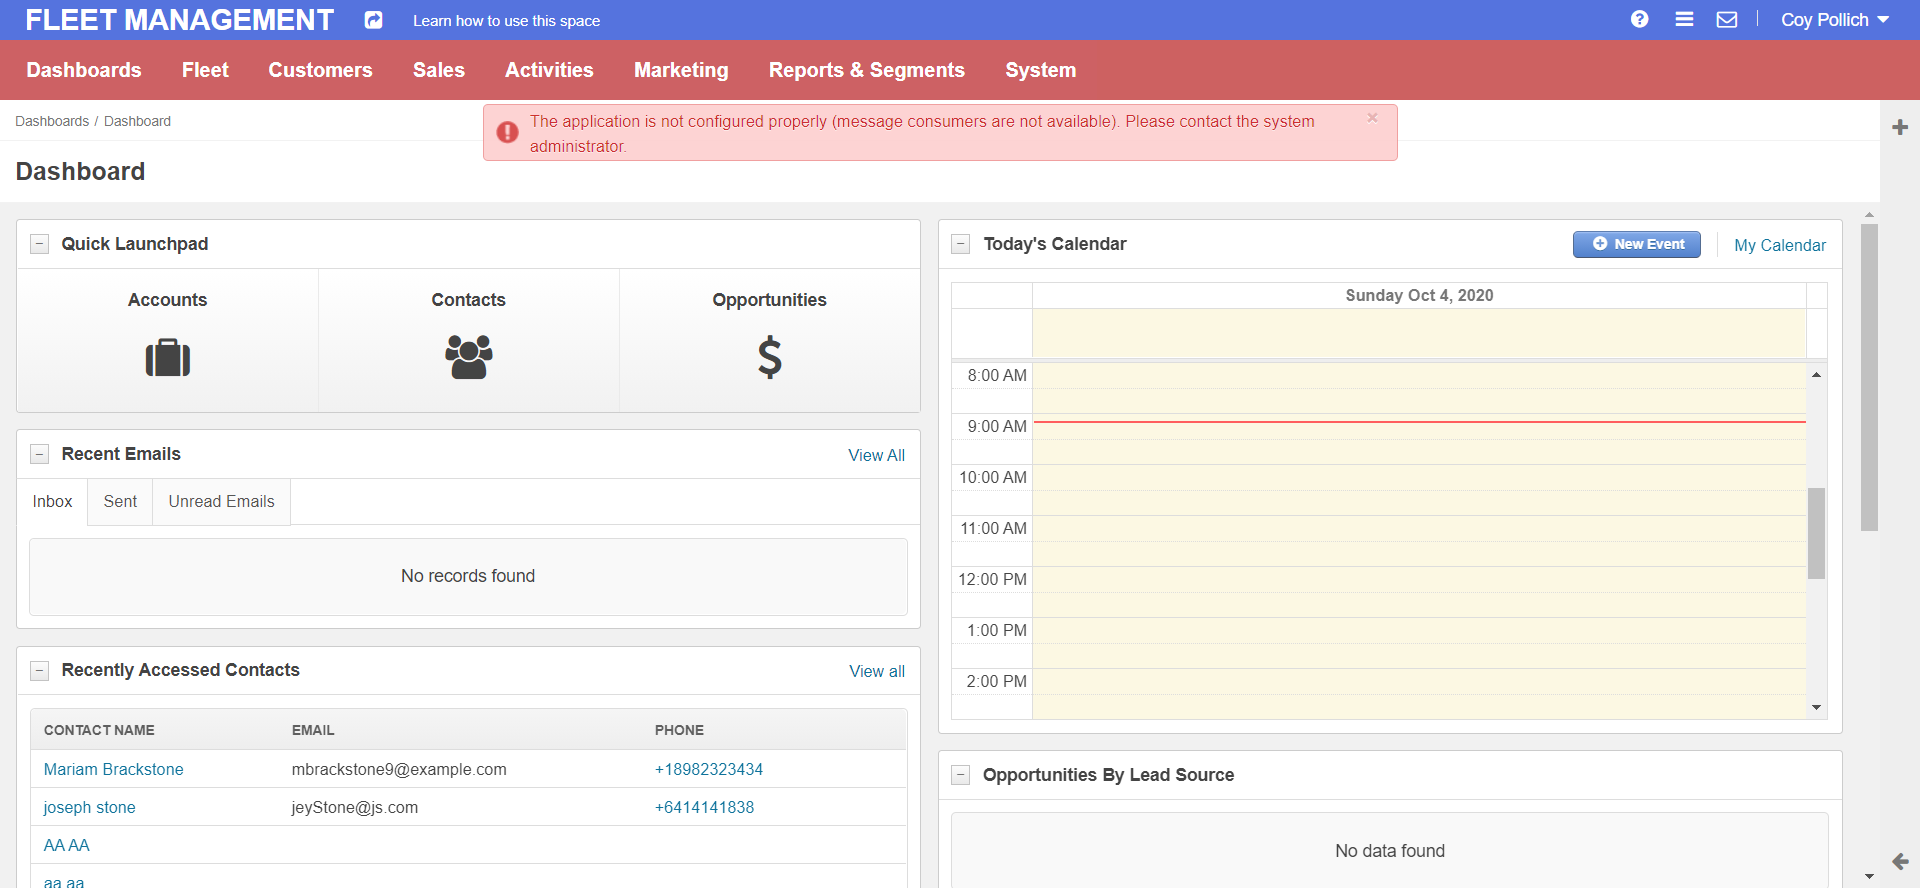 FLEET MANAGEMENT
Learn how to use this space
Coy Pollich
Dashboards Fleet Customers Sales Activities Marketing Reports & Segments System
Dashboards / Dashboard
The application is not configured properly (message consumers are not available). Please contact the system
administrator.
×
Dashboard
Quick Launchpad
Accounts
Contacts
Opportunities
Recent Emails
View All
Inbox
Sent
Unread Emails
No records found
Recently Accessed Contacts
View all
CONTACT NAME EMAIL PHONE
Mariam Brackstone mbrackstone9@example.com +18982323434
joseph stone jeyStone@js.com +6414141838
AA AA
aa aa
Today's Calendar
New Event
My Calendar
Sunday Oct 4, 2020
8:00 AM
9:00 AM
10:00 AM
11:00 AM
12:00 PM
1:00 PM
2:00 PM
Opportunities By Lead Source
No data found